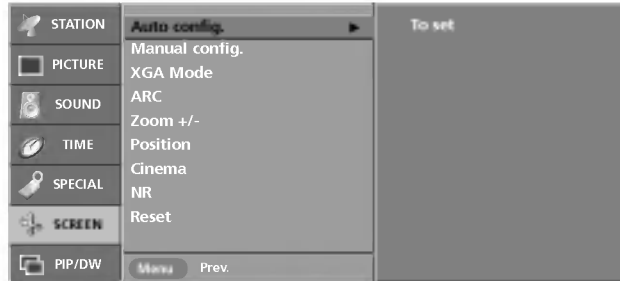 STATION
PICTURE
SOUND
TIME
SPECIAL
SCREEN
PIP/DW
Auto config.
Manual config.
XGA Mode
ARC
Zoom +/-
Position
Cinema
NR
Reset
Menu Prev.
To set